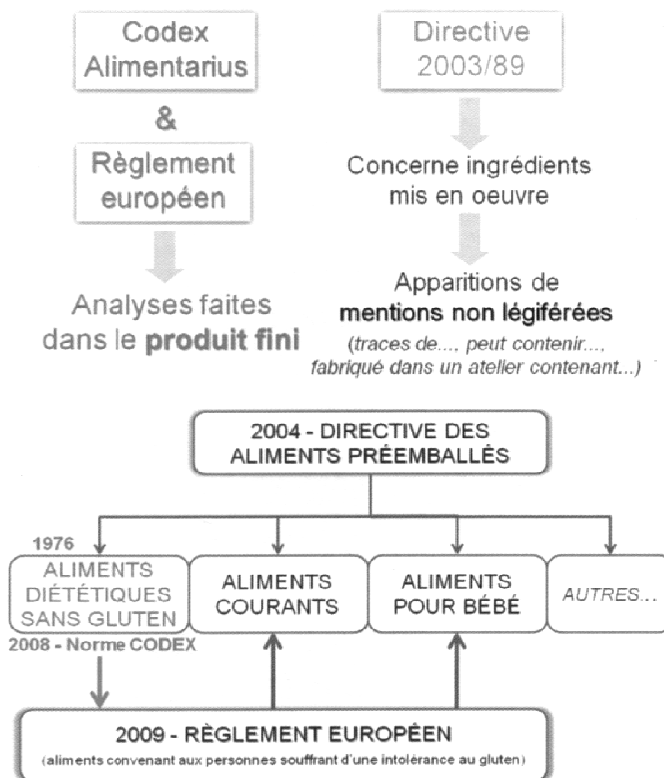 Codex
Alimentarius
&
Règlement
européen
Analyses faites
dans le produit fini
Directive
2003/89
Concerne ingrédients
mis en oeuvre
Apparitions de
mentions non légiférées
(traces de..., peut contenir...,
fabriqué dans un atelier contenant...)
2004 - DIRECTIVE DES
ALIMENTS PRÉEMBALLÉS
1976
ALIMENTS
DIÉTÉTIQUES
SANS GLUTEN
2008 - Norme CODEX
ALIMENTS
COURANTS
ALIMENTS
POUR BÉBÉ
AUTRES...
2009 - RÈGLEMENT EUROPÉEN
(aliments convenant aux personnes souffrant d'une intolérance au gluten)